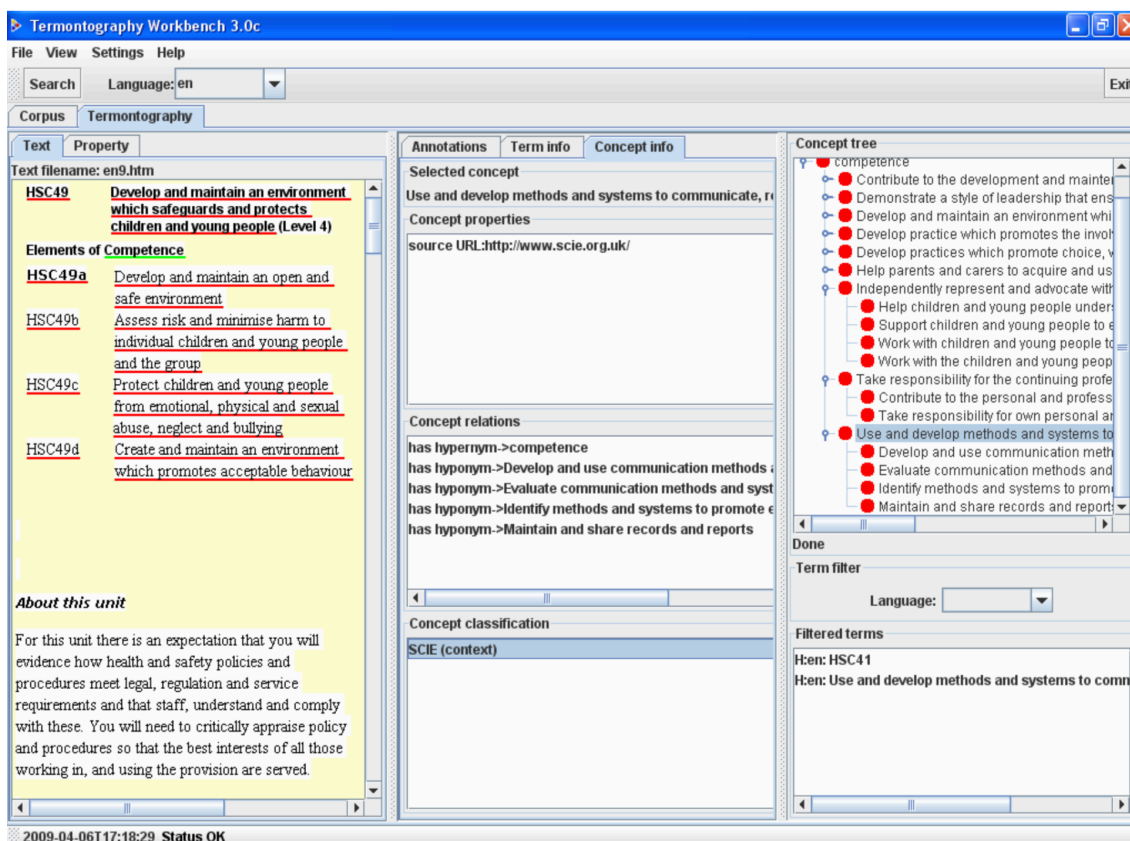 Termontography Workbench 3.0c
File View Settings Help
Search Language: en
Corpus Termontography
Text Property
Text filename: en9.htm
HSC49 Develop and maintain an environment
which safeguards and protects
children and young people (Level 4)
Elements of Competence
HSC49a Develop and maintain an open and
safe environment
HSC49b Assess risk and minimise harm to
individual children and young people
and the group
HSC49c Protect children and young people
from emotional, physical and sexual
abuse, neglect and bullying
HSC49d Create and maintain an environment
which promotes acceptable behaviour
About this unit
For this unit there is an expectation that you will
evidence how health and safety policies and
procedures meet legal, regulation and service
requirements and that staff, understand and comply
with these. You will need to critically appraise policy
and procedures so that the best interests of all those
working in, and using the provision are served.
Annotations Term info Concept info
Selected concept
Use and develop methods and systems to communicate, r
Concept properties
source URL:http://www.scie.org.uk/
Concept relations
has hypernym->competence
has hyponym->Develop and use communication methods
has hyponym->Evaluate communication methods and syst
has hyponym->Identify methods and systems to promote e
has hyponym->Maintain and share records and reports
Concept classification
SCIE (context)
Exit
Concept tree
competence
Contribute to the development and mainter
Demonstrate a style of leadership that ens
Develop and maintain an environment whi
Develop practice which promotes the invol
Develop practices which promote choice, v
Help parents and carers to acquire and us
Independently represent and advocate with
Help children and young people unders
Support children and young people to e
Work with children and young people to
Work with the children and young peop
Take responsibility for the continuing profe
Contribute to the personal and profess
Take responsibility for own personal ar
Use and develop methods and systems to
Develop and use communication meth
Evaluate communication methods and
Identify methods and systems to prom
Maintain and share records and report
Done
Term filter
Language:
Filtered terms
H:en: HSC41
H:en: Use and develop methods and systems to comn
2009-04-06T17:18:29 Status OK